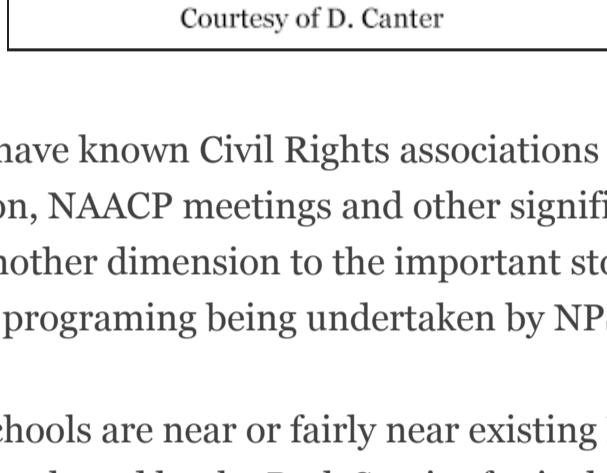 Courtesy of D. Canter
have known Civil Rights associations
on, NAACP meetings and other signifi
nother dimension to the important sto
programing being undertaken by NP
chools are near or fairly near existing